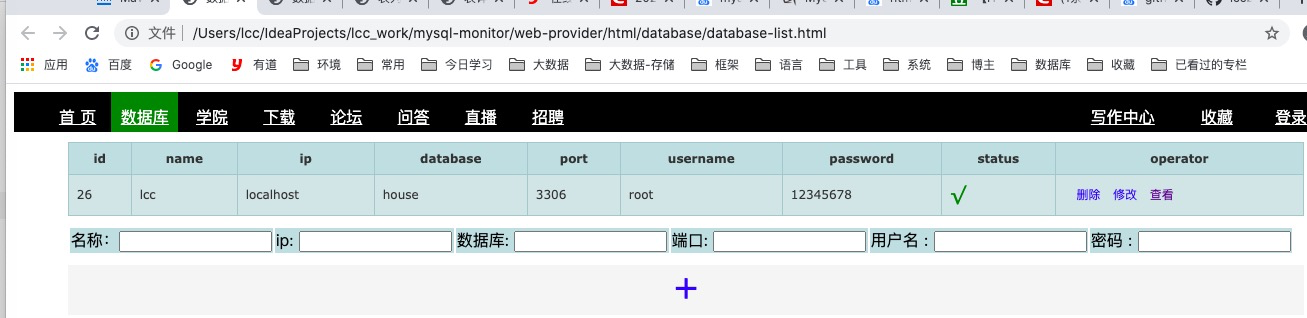 文件 | /Users/lcc/IdeaProjects/lcc_work/mysql-monitor/web-provider/html/database/database-list.html
应用 百度 Google 有道 环境 常用 今日学习 大数据 大数据-存储 框架 语言 工具 系统 博主 数据库 收藏 已看过的专栏
首 页 数据库 学院 下载 论坛 问答 直播 招聘 写作中心 收藏 登录
id name ip database port username password status operator
26 lcc localhost house 3306 root 12345678 √ 删除 修改 查看
名称： ip: 数据库: 端口: 用户名 : 密码 :
+